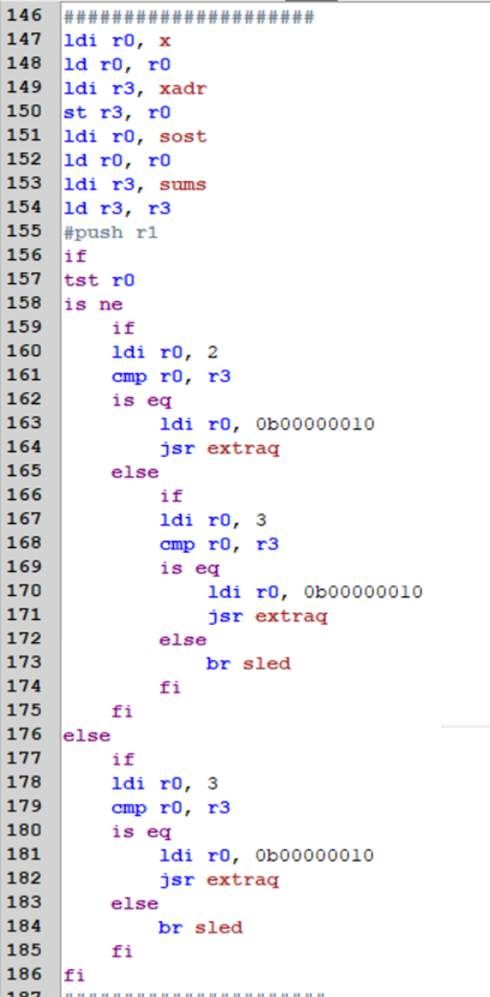 146 #####################
147 ldi r0, x
148 ld r0, r0
149 ldi r3, xadr
150 st r3, r0
151 ldi r0, sost
152 ld r0, r0
153 ldi r3, sums
154 ld r3, r3
155 #push r1
156 if
157 tst r0
158 is ne
159     if
160     ldi r0, 2
161     cmp r0, r3
162     is eq
163         ldi r0, 0b00000010
164         jsr extraq
165     else
166         if
167         ldi r0, 3
168         cmp r0, r3
169         is eq
170             ldi r0, 0b00000010
171             jsr extraq
172         else
173             br sled
174         fi
175     fi
176 else
177     if
178     ldi r0, 3
179     cmp r0, r3
180     is eq
181         ldi r0, 0b00000010
182         jsr extraq
183     else
184         br sled
185     fi
186 fi